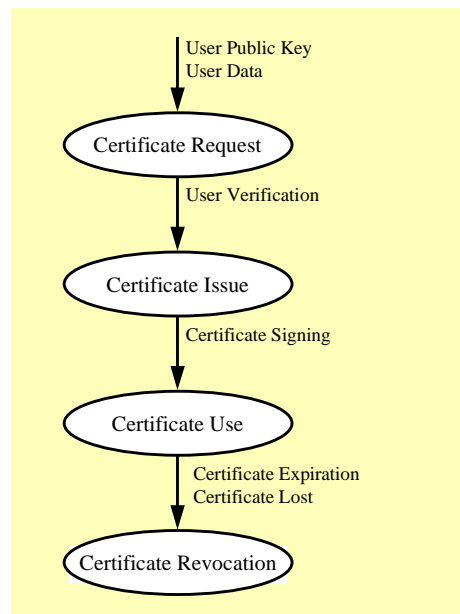 User Public Key
User Data
Certificate Request
User Verification
Certificate Issue
Certificate Signing
Certificate Use
Certificate Expiration
Certificate Lost
Certificate Revocation